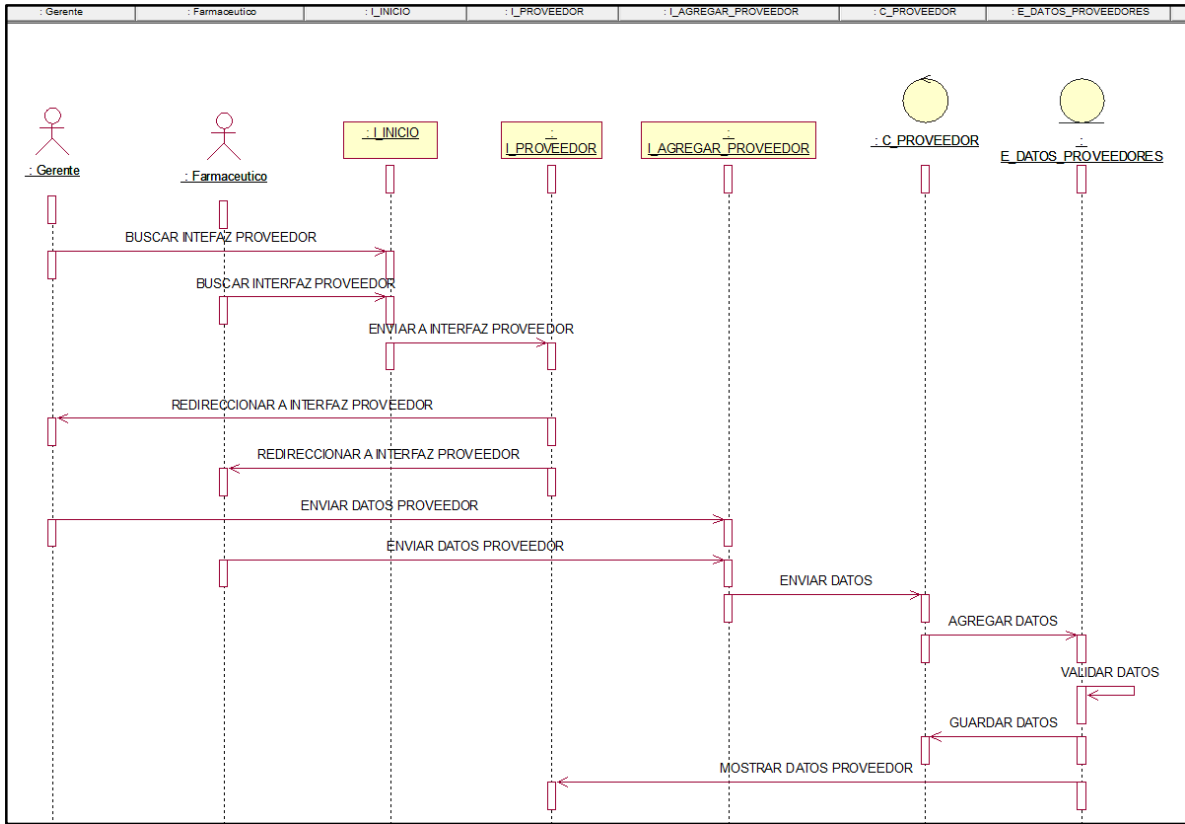 : Gerente
: Farmaceutico
: I_INICIO
: I_PROVEEDOR
: I_AGREGAR_PROVEEDOR
: C_PROVEEDOR
: E_DATOS_PROVEEDORES
: Gerente
: Farmaceutico
: I_INICIO
:
I_PROVEEDOR
:
I_AGREGAR_PROVEEDOR
: C_PROVEEDOR
:
E_DATOS_PROVEEDORES
BUSCAR INTEFAZ PROVEEDOR
BUSCAR INTERFAZ PROVEEDOR
ENVIAR A INTERFAZ PROVEEDOR
REDIRECCIONAR A INTERFAZ PROVEEDOR
REDIRECCIONAR A INTERFAZ PROVEEDOR
ENVIAR DATOS PROVEEDOR
ENVIAR DATOS PROVEEDOR
ENVIAR DATOS
AGREGAR DATOS
VALIDAR DATOS
GUARDAR DATOS
MOSTRAR DATOS PROVEEDOR